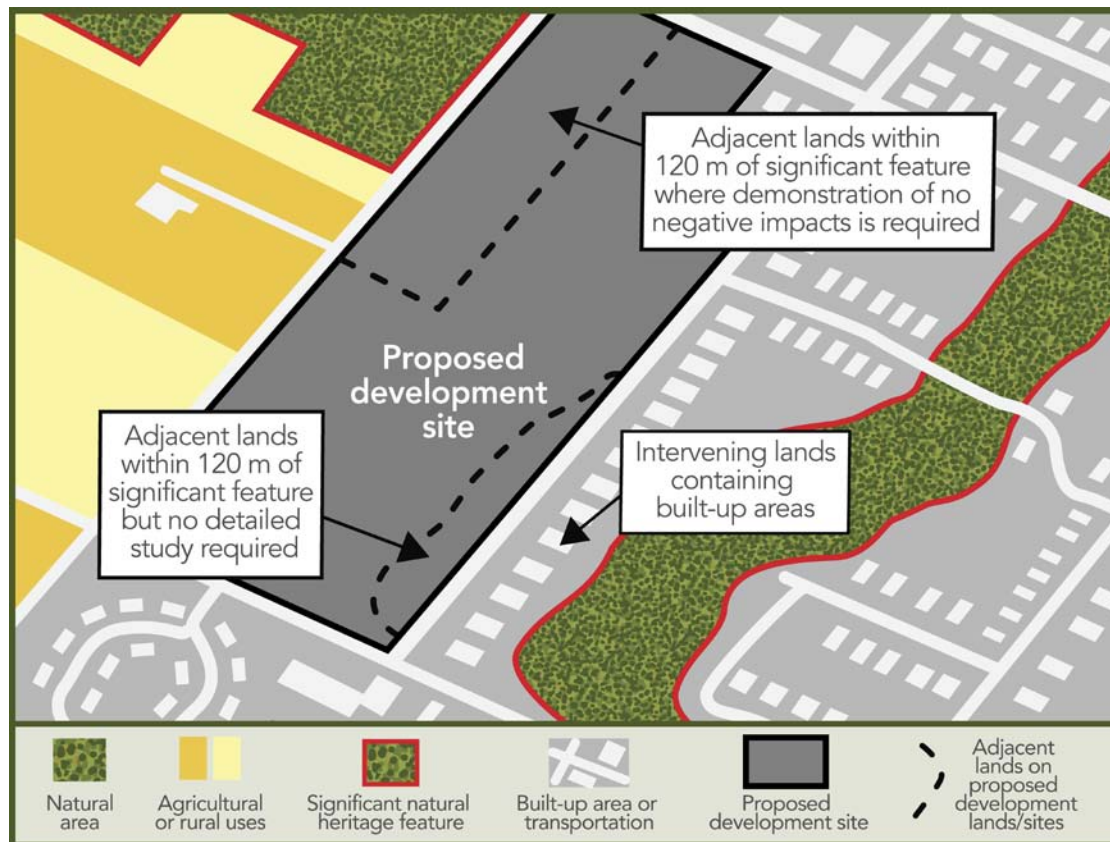 Adjacent lands within
120 m of significant feature
where demonstration of no
negative impacts is required
Proposed
development
site
Adjacent lands
within 120 m of
significant feature
but no detailed
study required
Intervening lands
containing
built-up areas
Natural
area
Agricultural
or rural uses
Significant natural
heritage feature
Built-up area or
transportation
Proposed
development site
Adjacent
lands on
proposed
development
lands/sites